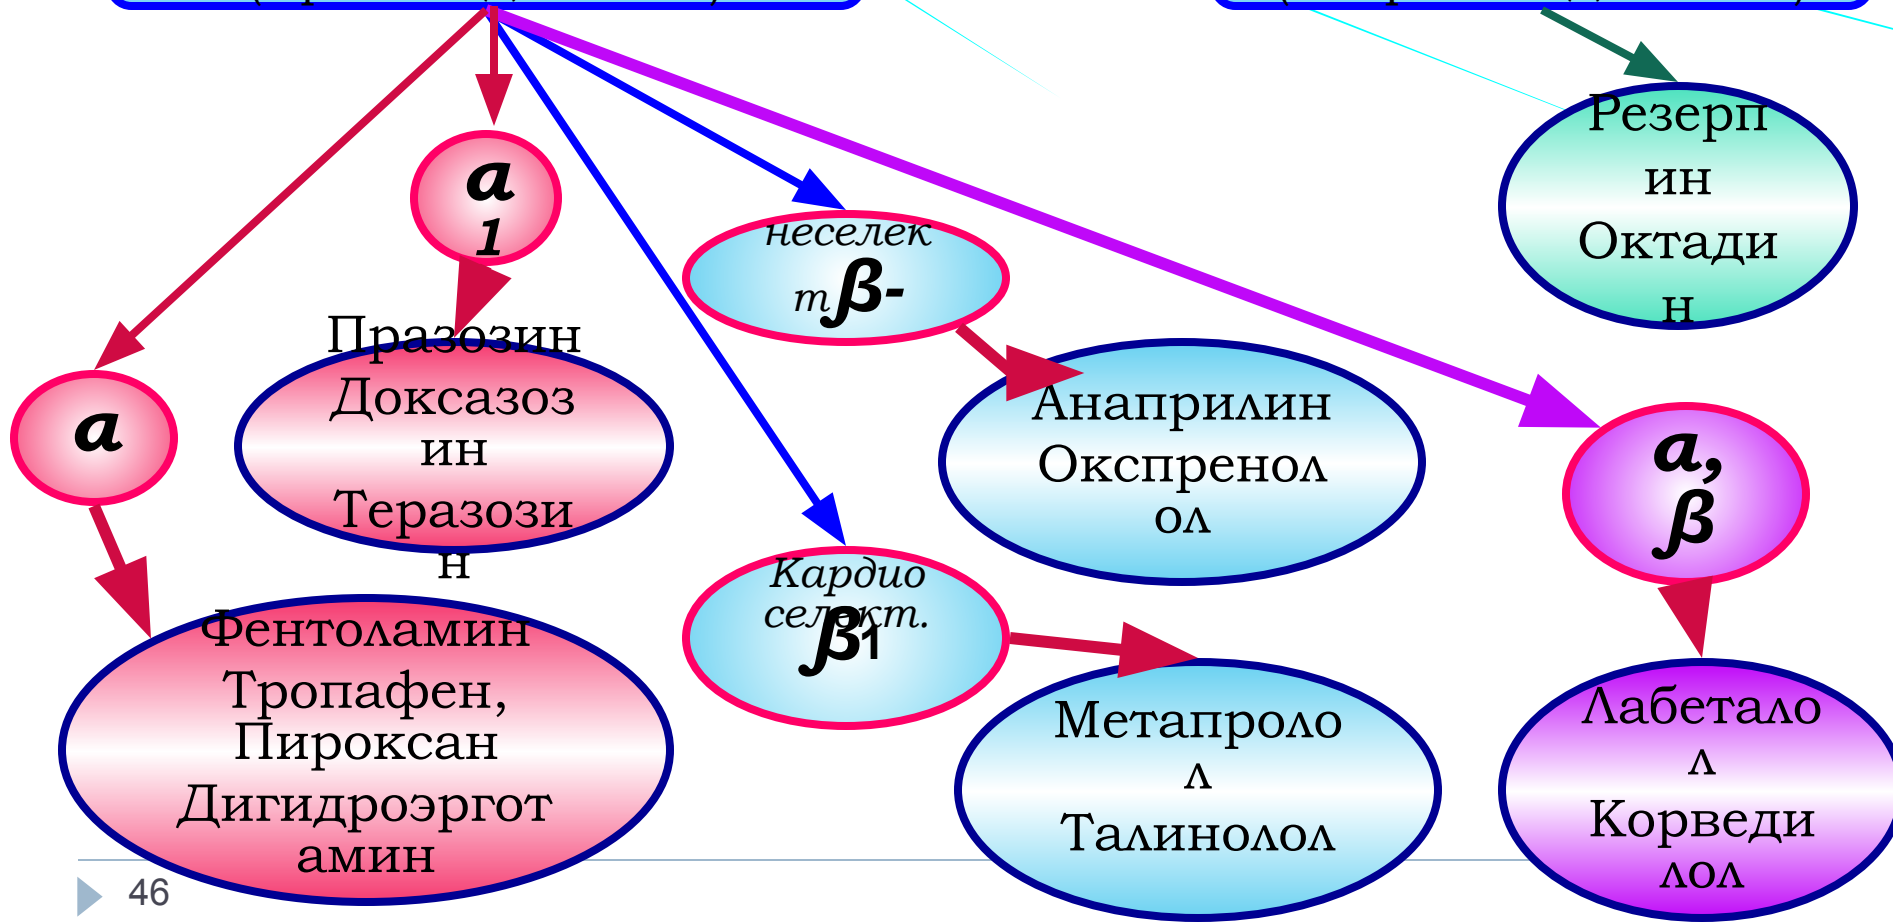 Резерп
ин
Октади
н
α
1
неселек
т β-
Празозин
Доксазоз
ин
Теразози
н
α
Анаприлин
Окспренол
ол
α,
β
Кардио
селект.
β1
Фентоламин
Тропафен,
Пироксан
Дигидроэргот
амин
Метапроло
л
Талинолол
Лабетало
л
Корведи
лол
46